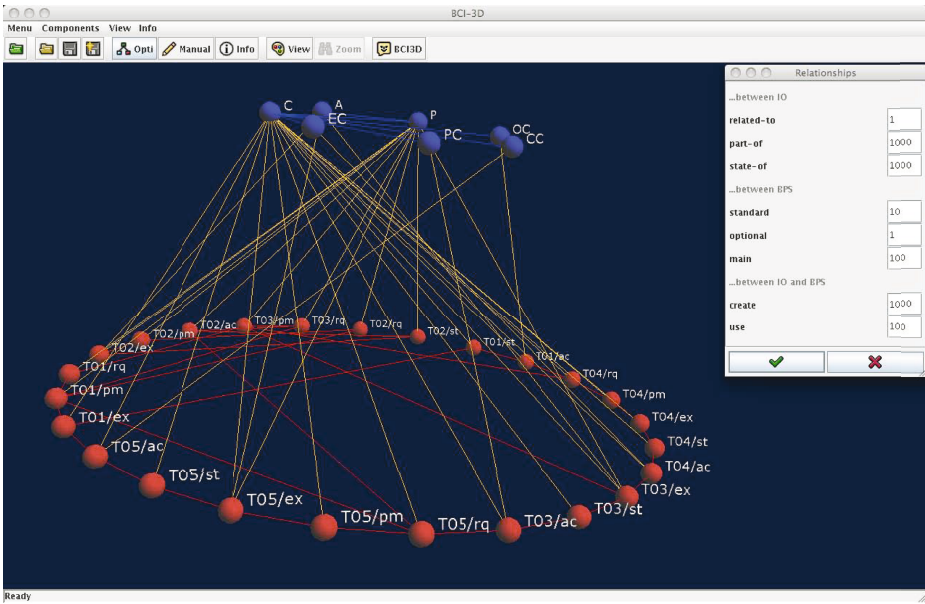 BCI-3D
Menu Components View Info
Opti Manual Info View Zoom BCI3D
Relationships
...between IO
related-to 1
part-of 1000
state-of 1000
...between BPS
standard 10
optional 1
main 100
...between IO and BPS
create 1000
use 100
C
A
EC
P
PC
OC
CC
T02/pm
T02/ac
T03/pm
T03/rq
T02/rq
T02/st
T01/st
T01/ac
T04/rq
T04/pm
T04/ex
T04/st
T04/ac
T03/ex
T03/st
T03/ac
T05/rq
T05/pm
T05/ex
T05/st
T05/ac
T01/ex
T01/pm
T01/rq
T02/ex
Ready